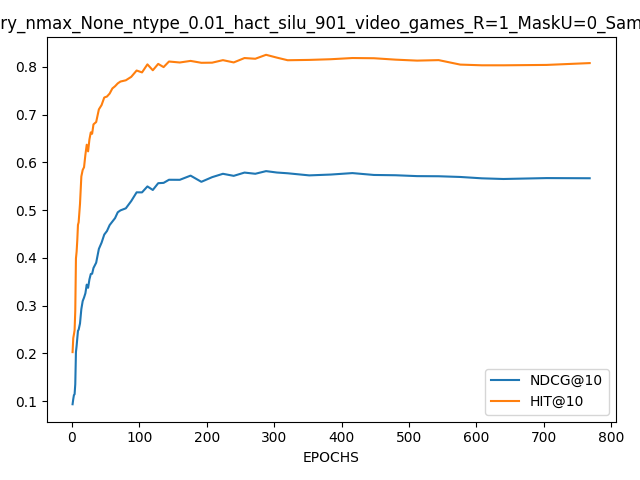 ry_nmax_None_ntype_0.01_hact_silu_901_video_games_R=1_MaskU=0_Sam
0.8
0.7
0.6
0.5
0.4
0.3
0.2
0.1
NDCG@10
HIT@10
0 100 200 300 400 500 600 700 800
EPOCHS